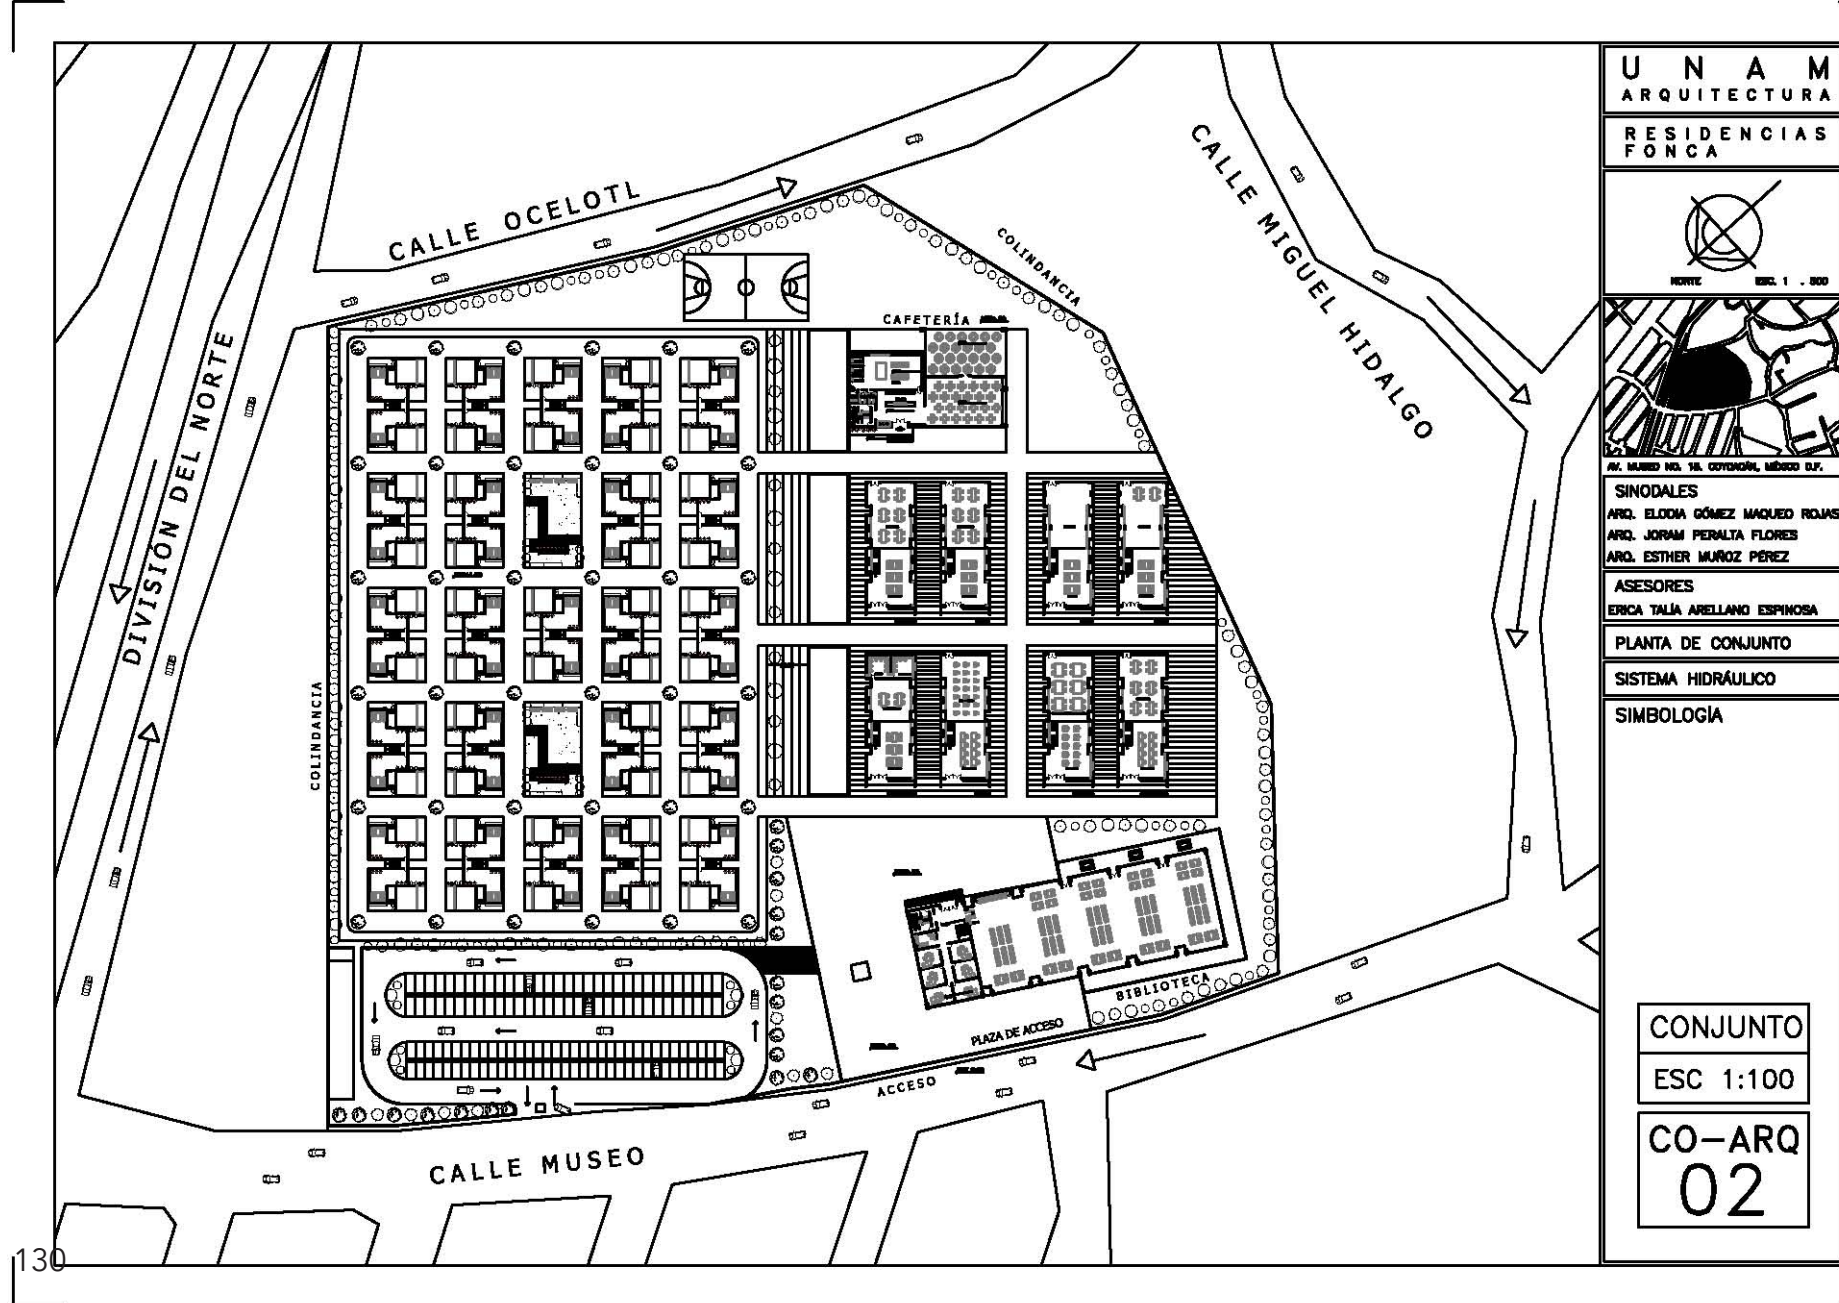 CALLE OCELOTL
CALLE MIGUEL HIDALGO
COLINDANCIA
DIVISIÓN DEL NORTE
COLINDANCIA
CAFETERÍA
BIBLIOTECA
PLAZA DE ACCESO
ACCESO
CALLE MUSEO
130
UNAM
ARQUITECTURA
RESIDENCIAS
FONCA
NORTE ESC. 1 . 500
AV. MUSEO NO. 15. COYOACÁN, MÉXICO D.F.
SINODALES
ARQ. ELODIA GÓMEZ MAQUEO ROJAS
ARQ. JORAM PERALTA FLORES
ARQ. ESTHER MUÑOZ PÉREZ
ASESORES
ERICA TALÍA ARELLANO ESPINOSA
PLANTA DE CONJUNTO
SISTEMA HIDRÁULICO
SIMBOLOGÍA
CONJUNTO
ESC 1:100
CO-ARQ
02